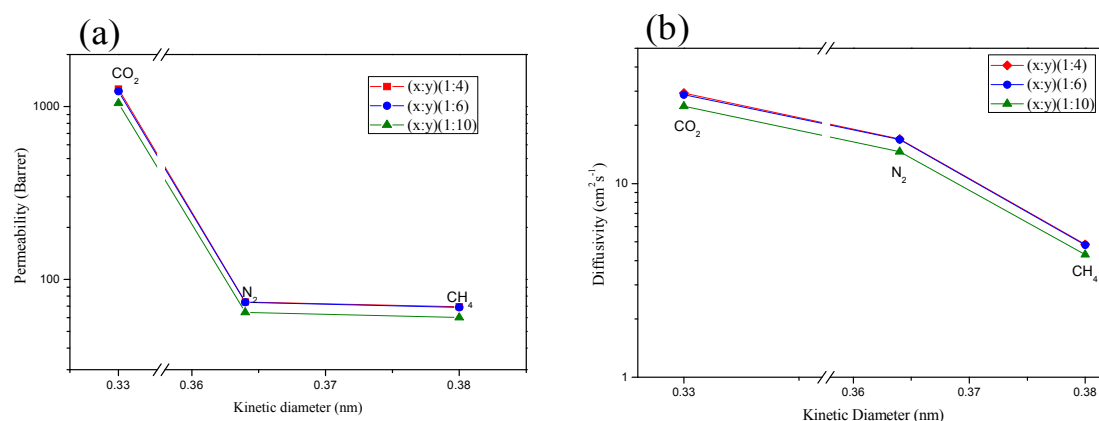 (a)
CO₂
(x:y)(1:4)
(x:y)(1:6)
(x:y)(1:10)
1000
100
N₂
CH₄
Permeability (Barrer)
0.33
0.36
0.37
0.38
Kinetic diameter (nm)
(b)
(x:y)(1:4)
(x:y)(1:6)
(x:y)(1:10)
CO₂
N₂
CH₄
10
1
Diffusivity (cm²s⁻¹)
0.33
0.36
0.37
0.38
Kinetic Diameter (nm)